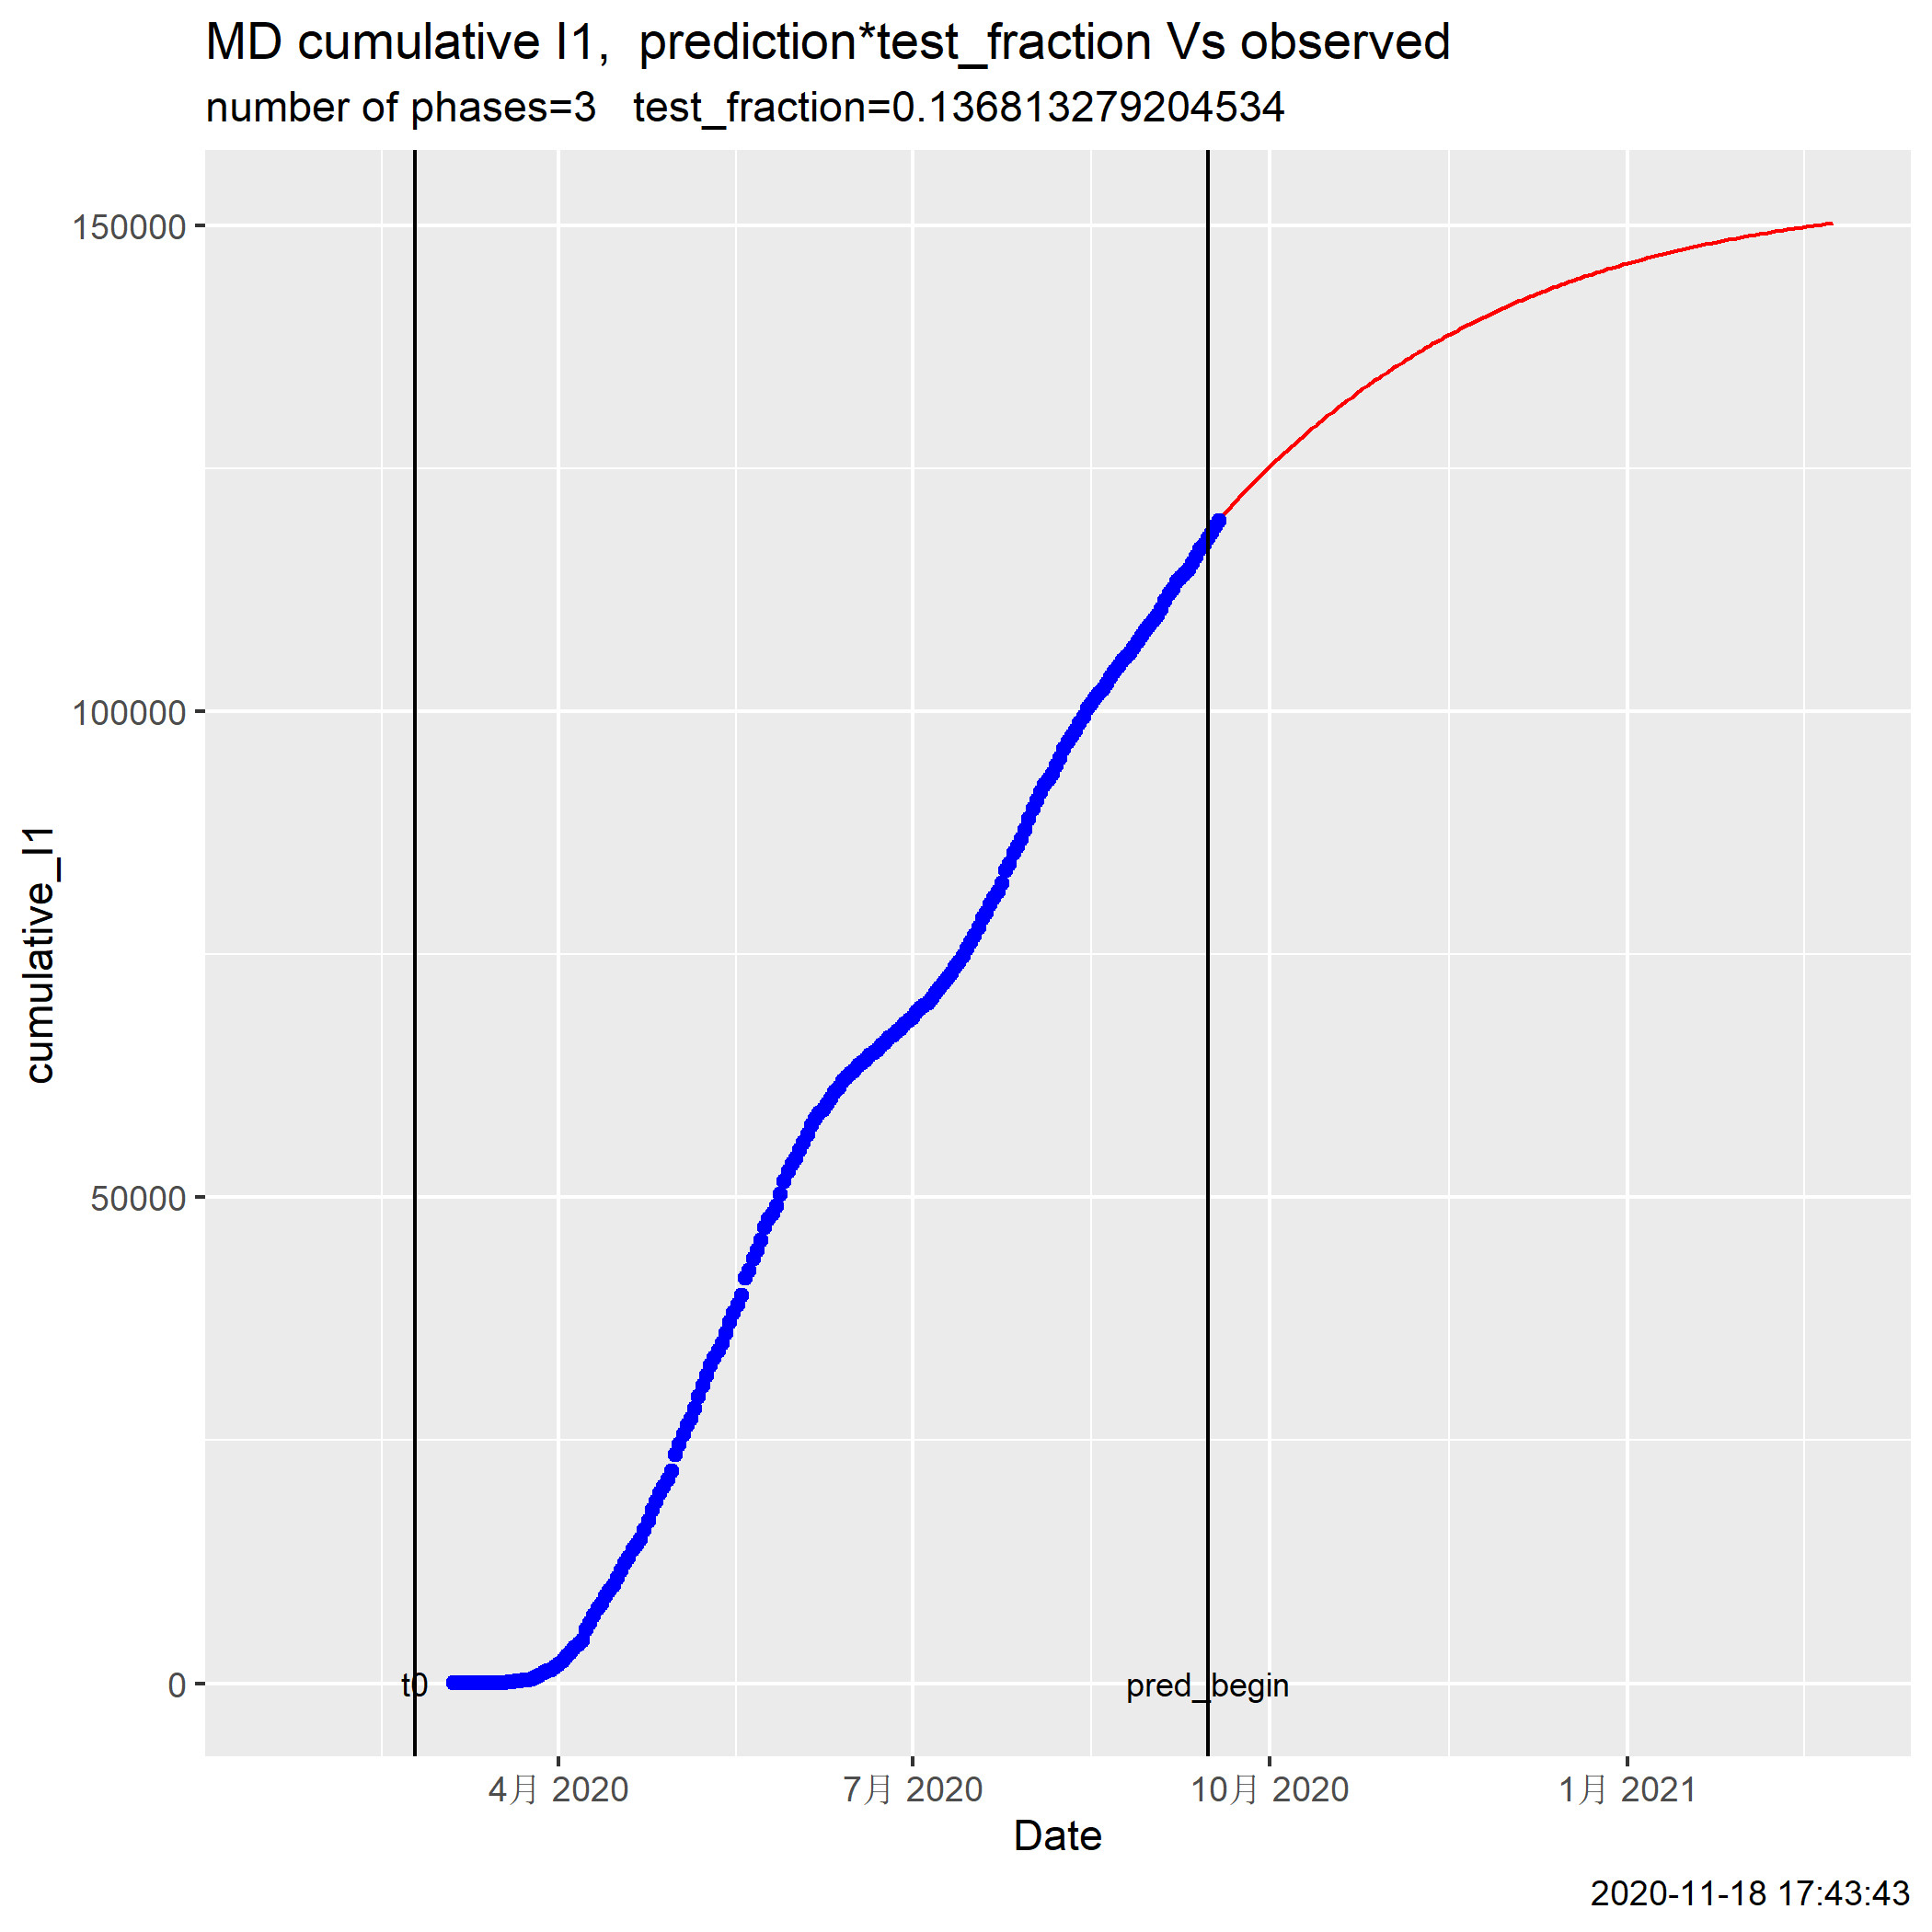 MD cumulative I1,  prediction*test_fraction Vs observed
number of phases=3   test_fraction=0.136813279204534
150000
100000
50000
0
cumulative_I1
t0
pred_begin
4月 2020
7月 2020
10月 2020
1月 2021
Date
2020-11-18 17:43:43